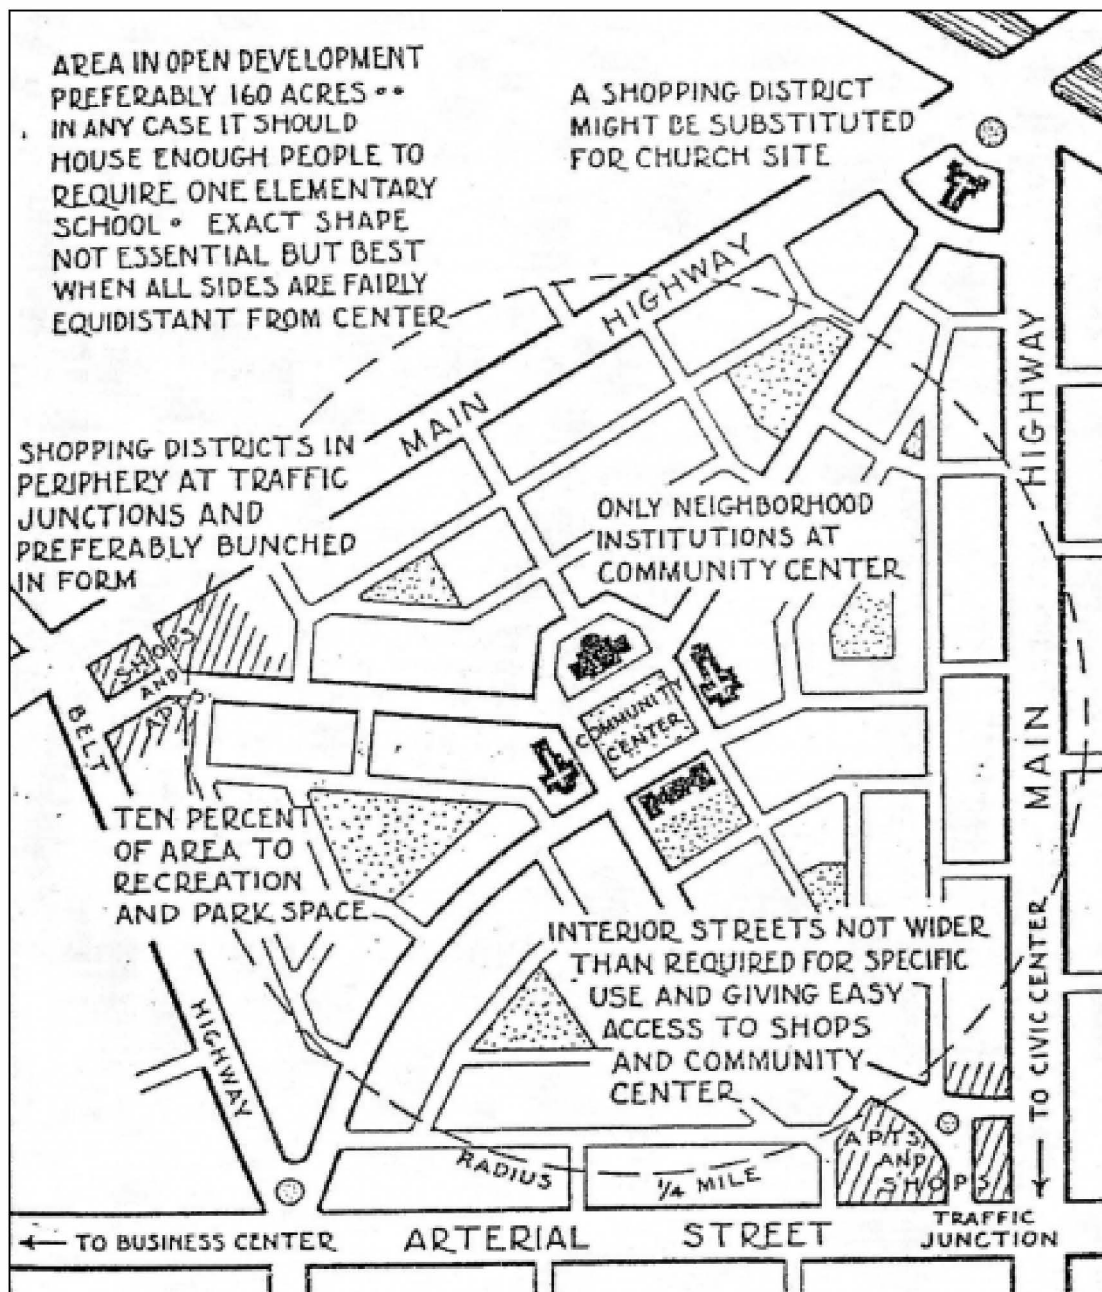 AREA IN OPEN DEVELOPMENT
PREFERABLY 160 ACRES • •
IN ANY CASE IT SHOULD
HOUSE ENOUGH PEOPLE TO
REQUIRE ONE ELEMENTARY
SCHOOL • EXACT SHAPE
NOT ESSENTIAL BUT BEST
WHEN ALL SIDES ARE FAIRLY
EQUIDISTANT FROM CENTER
A SHOPPING DISTRICT
MIGHT BE SUBSTITUTED
FOR CHURCH SITE
MAIN HIGHWAY
HIGHWAY
MAIN
SHOPPING DISTRICTS IN
PERIPHERY AT TRAFFIC
JUNCTIONS AND
PREFERABLY BUNCHED
IN FORM
ONLY NEIGHBORHOOD
INSTITUTIONS AT
COMMUNITY CENTER
SHOPS
AND
APTS.
BELT
COMMUNITY
CENTER
TEN PERCENT
OF AREA TO
RECREATION
AND PARK SPACE
INTERIOR STREETS NOT WIDER
THAN REQUIRED FOR SPECIFIC
USE AND GIVING EASY
ACCESS TO SHOPS
AND COMMUNITY
CENTER
HIGHWAY
TO CIVIC CENTER
APTS.
AND
SHOPS
RADIUS 1/4 MILE
TRAFFIC
JUNCTION
← TO BUSINESS CENTER
ARTERIAL STREET